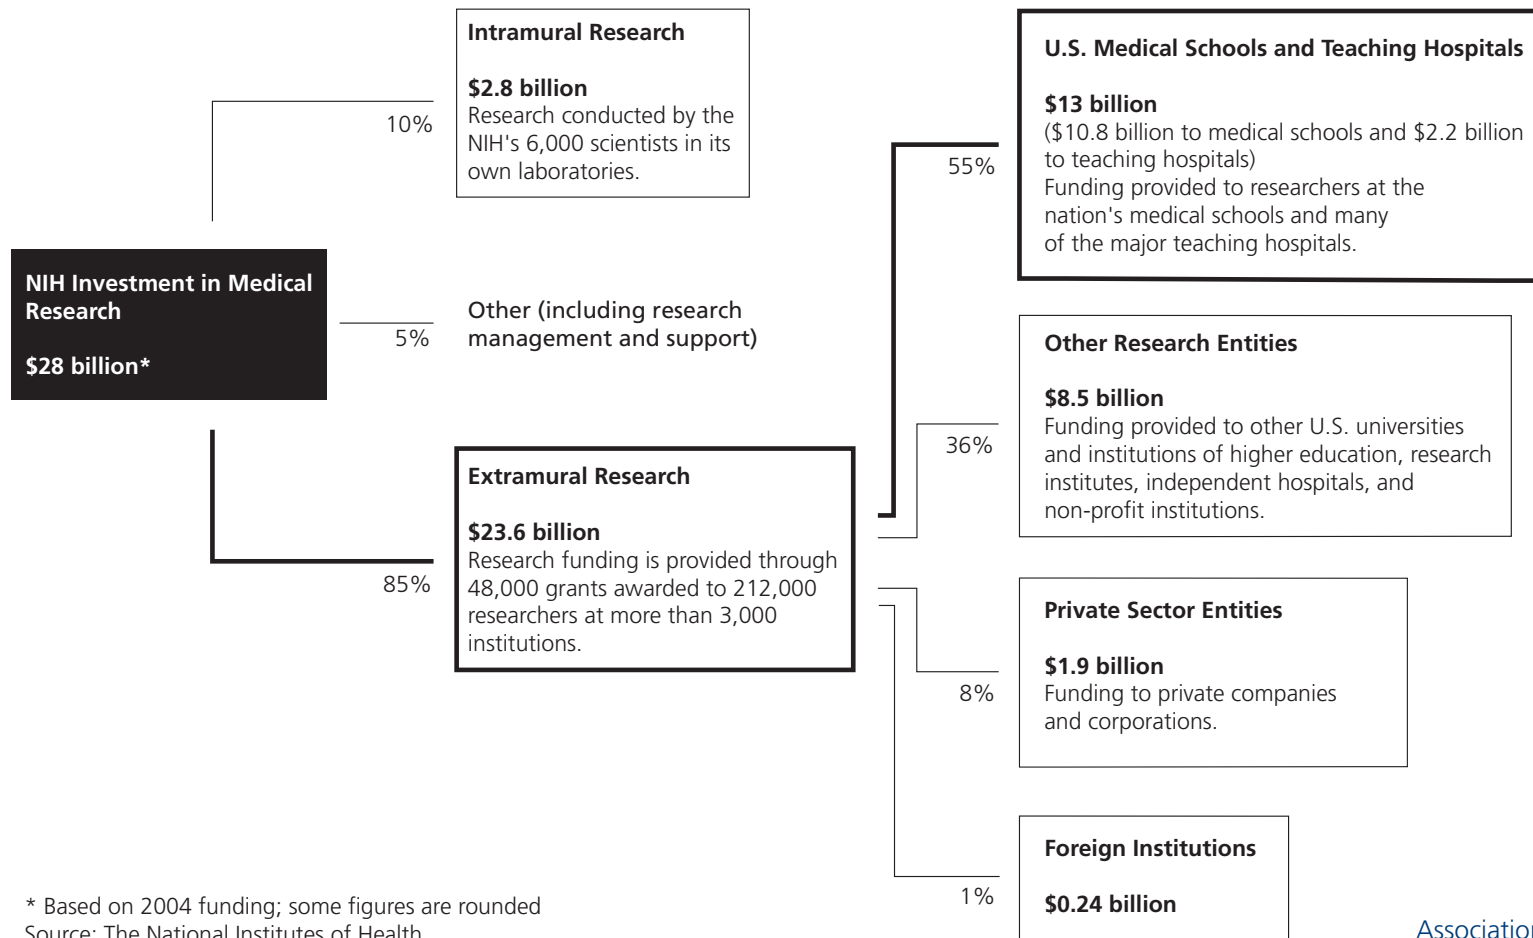 Intramural Research
$2.8 billion
Research conducted by the
NIH's 6,000 scientists in its
own laboratories.
10%
NIH Investment in Medical
Research
$28 billion*
5%
Other (including research
management and support)
85%
Extramural Research
$23.6 billion
Research funding is provided through
48,000 grants awarded to 212,000
researchers at more than 3,000
institutions.
55%
U.S. Medical Schools and Teaching Hospitals
$13 billion
($10.8 billion to medical schools and $2.2 billion
to teaching hospitals)
Funding provided to researchers at the
nation's medical schools and many
of the major teaching hospitals.
36%
Other Research Entities
$8.5 billion
Funding provided to other U.S. universities
and institutions of higher education, research
institutes, independent hospitals, and
non-profit institutions.
8%
Private Sector Entities
$1.9 billion
Funding to private companies
and corporations.
1%
Foreign Institutions
$0.24 billion
* Based on 2004 funding; some figures are rounded
Source: The National Institutes of Health
Association